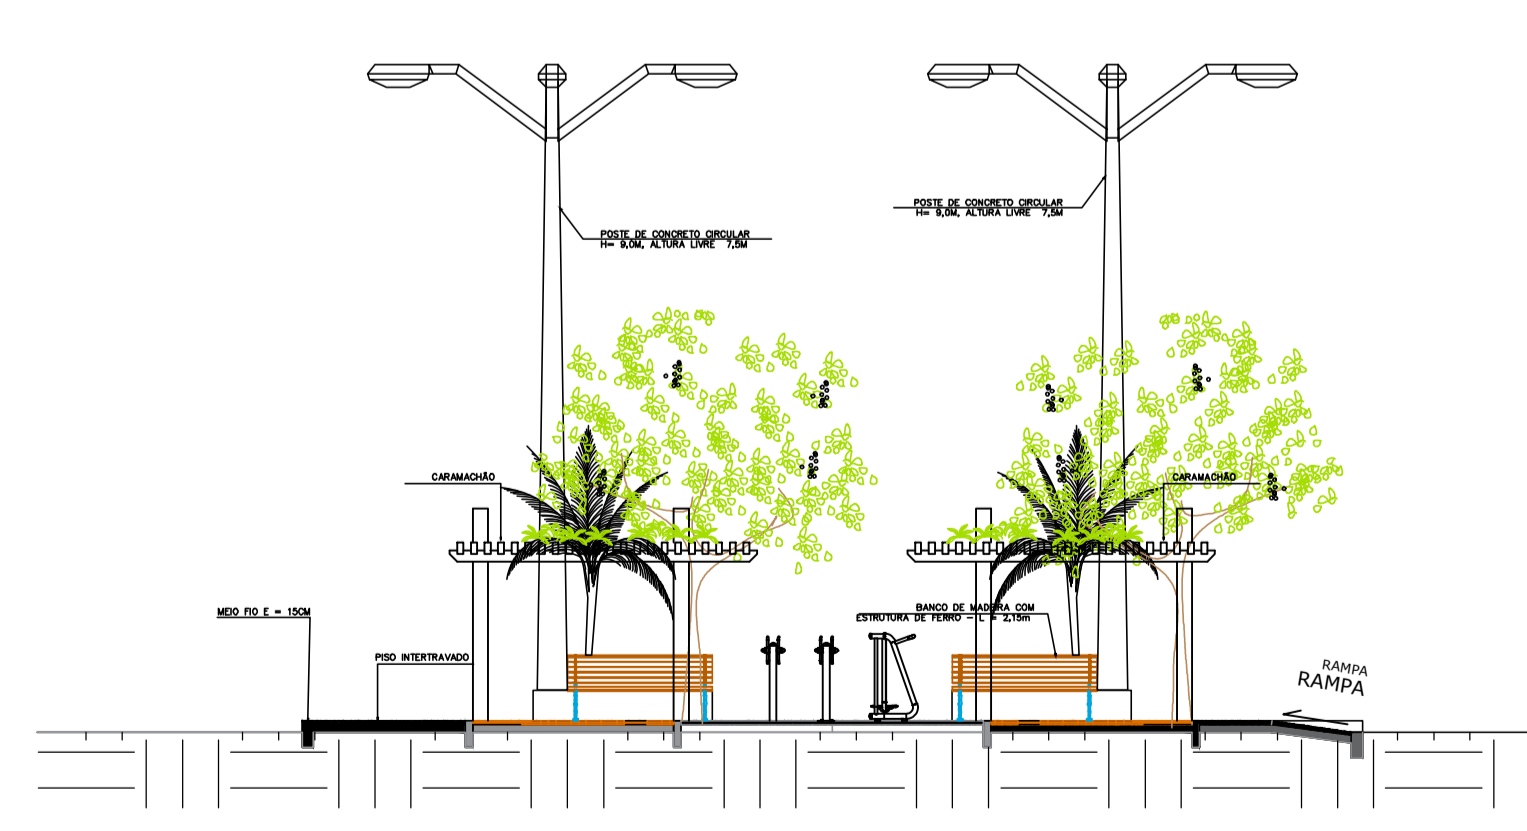 POSTE DE CONCRETO CIRCULAR
H= 9,0M, ALTURA LIVRE 7,5M
POSTE DE CONCRETO CIRCULAR
H= 9,0M, ALTURA LIVRE 7,5M
CARAMACHÃO
CARAMACHÃO
MEIO FIO E = 15CM
BANCO DE MADEIRA COM
ESTRUTURA DE FERRO - L = 2,15m
PISO INTERTRAVADO
RAMPA
RAMPA